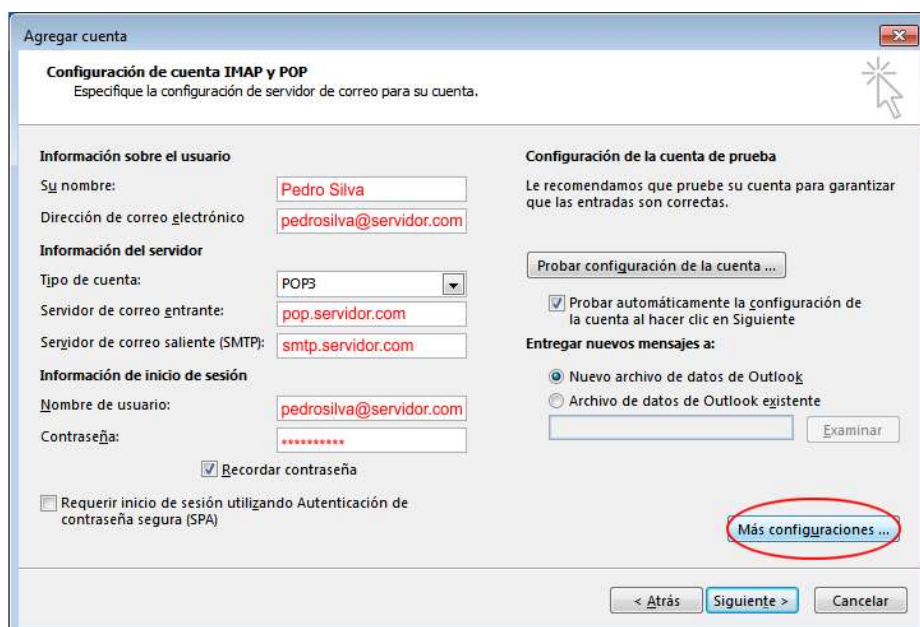 Agregar cuenta
Configuración de cuenta IMAP y POP
Especifique la configuración de servidor de correo para su cuenta.
Información sobre el usuario
Su nombre:
Pedro Silva
Dirección de correo electrónico
pedrosilva@servidor.com
Información del servidor
Tipo de cuenta:
POP3
Servidor de correo entrante:
pop.servidor.com
Servidor de correo saliente (SMTP):
smtp.servidor.com
Información de inicio de sesión
Nombre de usuario:
pedrosilva@servidor.com
Contraseña:
**********
Recordar contraseña
Requerir inicio de sesión utilizando Autenticación de
contraseña segura (SPA)
Configuración de la cuenta de prueba
Le recomendamos que pruebe su cuenta para garantizar
que las entradas son correctas.
Probar configuración de la cuenta ...
Probar automáticamente la configuración de
la cuenta al hacer clic en Siguiente
Entregar nuevos mensajes a:
Nuevo archivo de datos de Outlook
Archivo de datos de Outlook existente
Examinar
Más configuraciones ...
< Atrás
Siguiente >
Cancelar